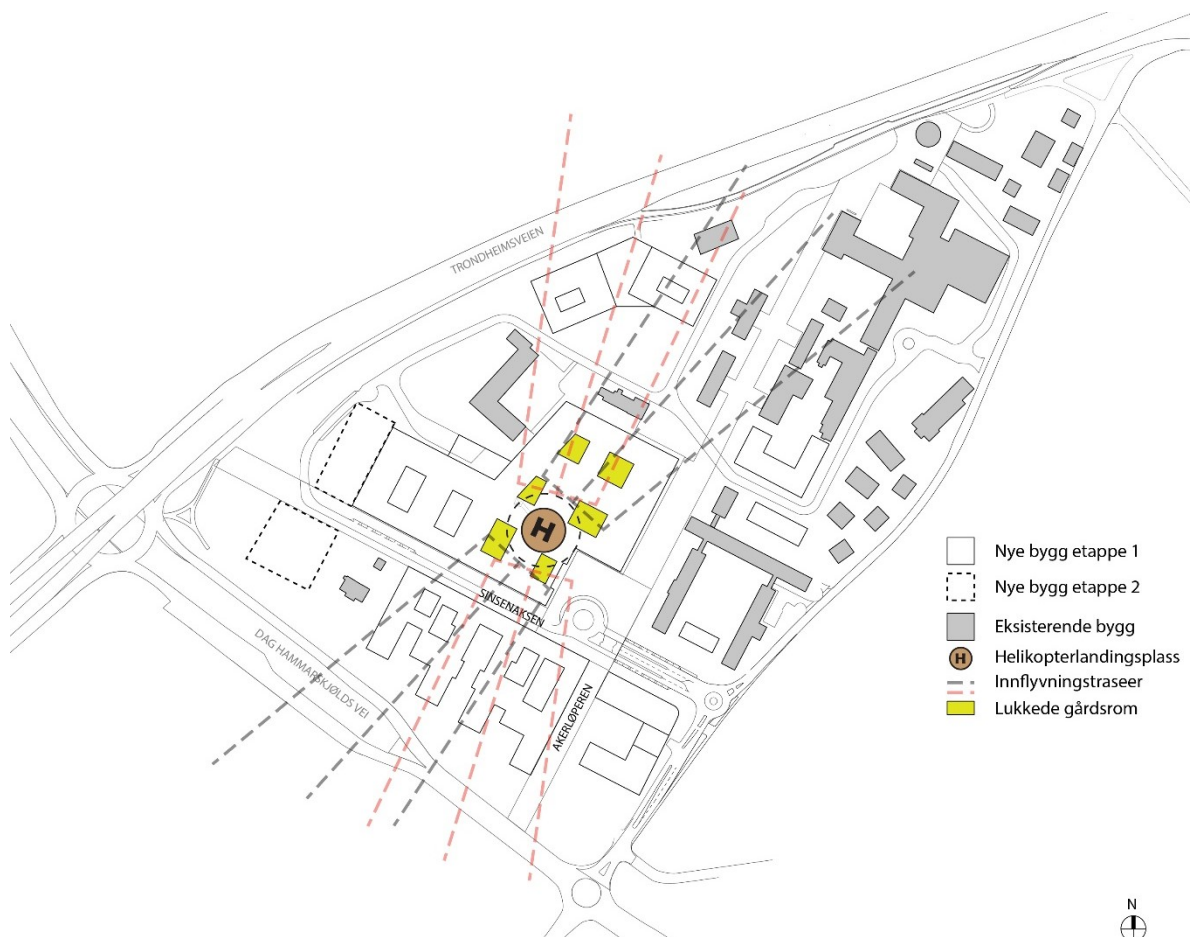 TRONDHEIMSVEIEN
H
SINSENAKSEN
DAG HAMMARSKJØLDS VEI
AKERLØPEREN
Nye bygg etappe 1
Nye bygg etappe 2
Eksisterende bygg
H Helikopterlandingsplass
Innflyvningstraseer
Lukkede gårdsrom
N